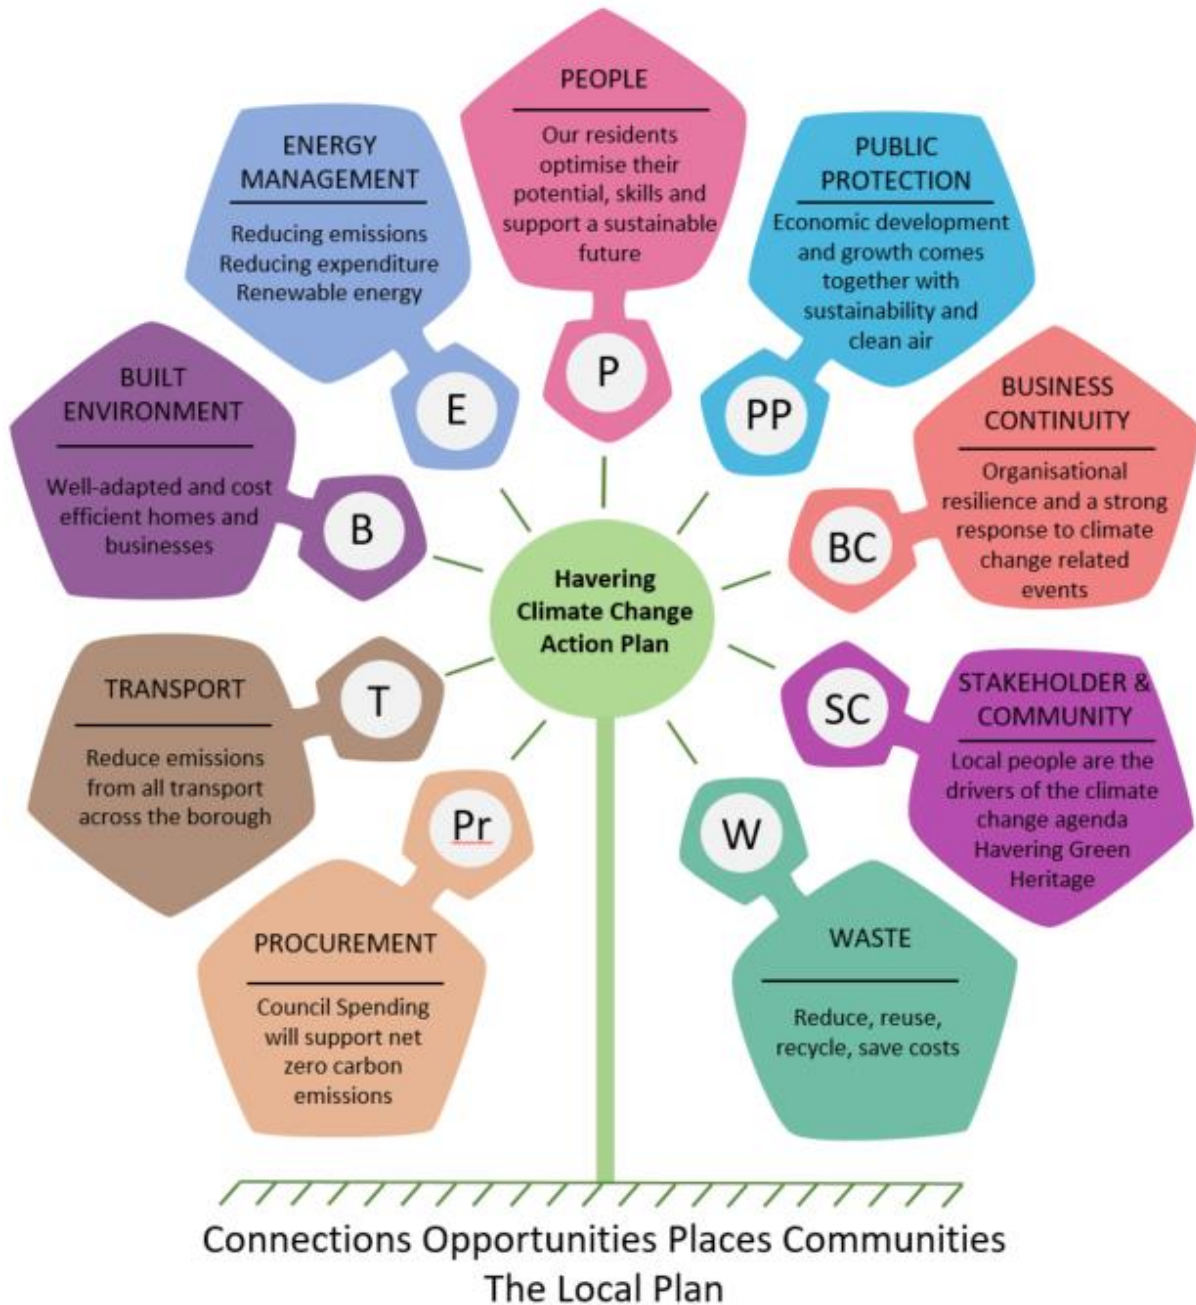 PEOPLE
Our residents
optimise their
potential, skills and
support a sustainable
future
P
ENERGY
MANAGEMENT
Reducing emissions
Reducing expenditure
Renewable energy
E
PUBLIC
PROTECTION
Economic development
and growth comes
together with
sustainability and
clean air
PP
BUILT
ENVIRONMENT
Well-adapted and cost
efficient homes and
businesses
B
BUSINESS
CONTINUITY
Organisational
resilience and a strong
response to climate
change related
events
BC
Havering
Climate Change
Action Plan
TRANSPORT
Reduce emissions
from all transport
across the borough
T
STAKEHOLDER &
COMMUNITY
Local people are the
drivers of the climate
change agenda
Havering Green
Heritage
SC
Pr
PROCUREMENT
Council Spending
will support net
zero carbon
emissions
W
WASTE
Reduce, reuse,
recycle, save costs
Connections Opportunities Places Communities
The Local Plan